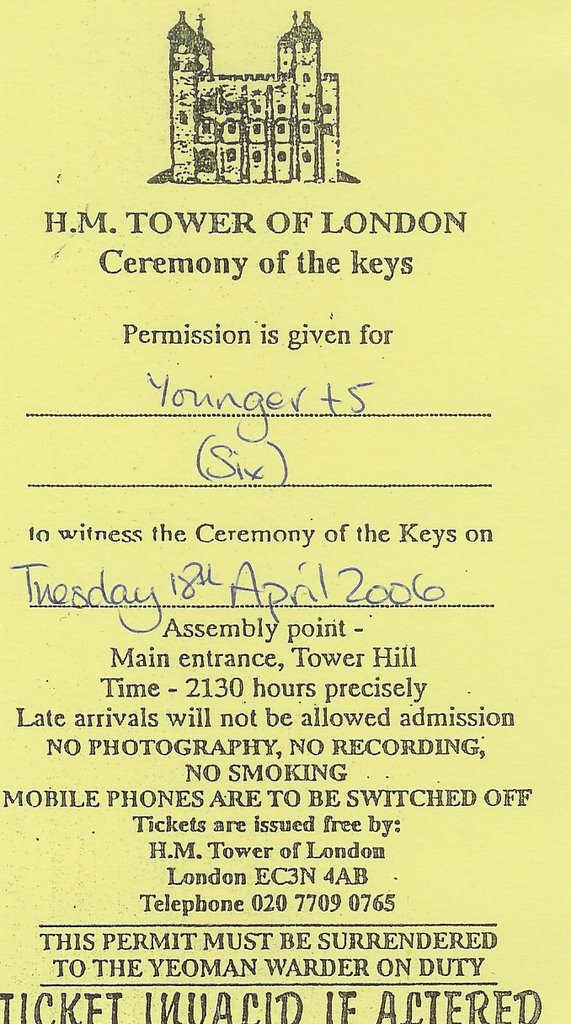 H.M. TOWER OF LONDON
Ceremony of the keys
Permission is given for
Younger +5
(Six)
to witness the Ceremony of the Keys on
Tuesday 18th April 2006
Assembly point -
Main entrance, Tower Hill
Time - 2130 hours precisely
Late arrivals will not be allowed admission
NO PHOTOGRAPHY, NO RECORDING,
NO SMOKING
MOBILE PHONES ARE TO BE SWITCHED OFF
Tickets are issued free by:
H.M. Tower of London
London EC3N 4AB
Telephone 020 7709 0765
THIS PERMIT MUST BE SURRENDERED
TO THE YEOMAN WARDER ON DUTY
TICKET INVALID IF ALTERED